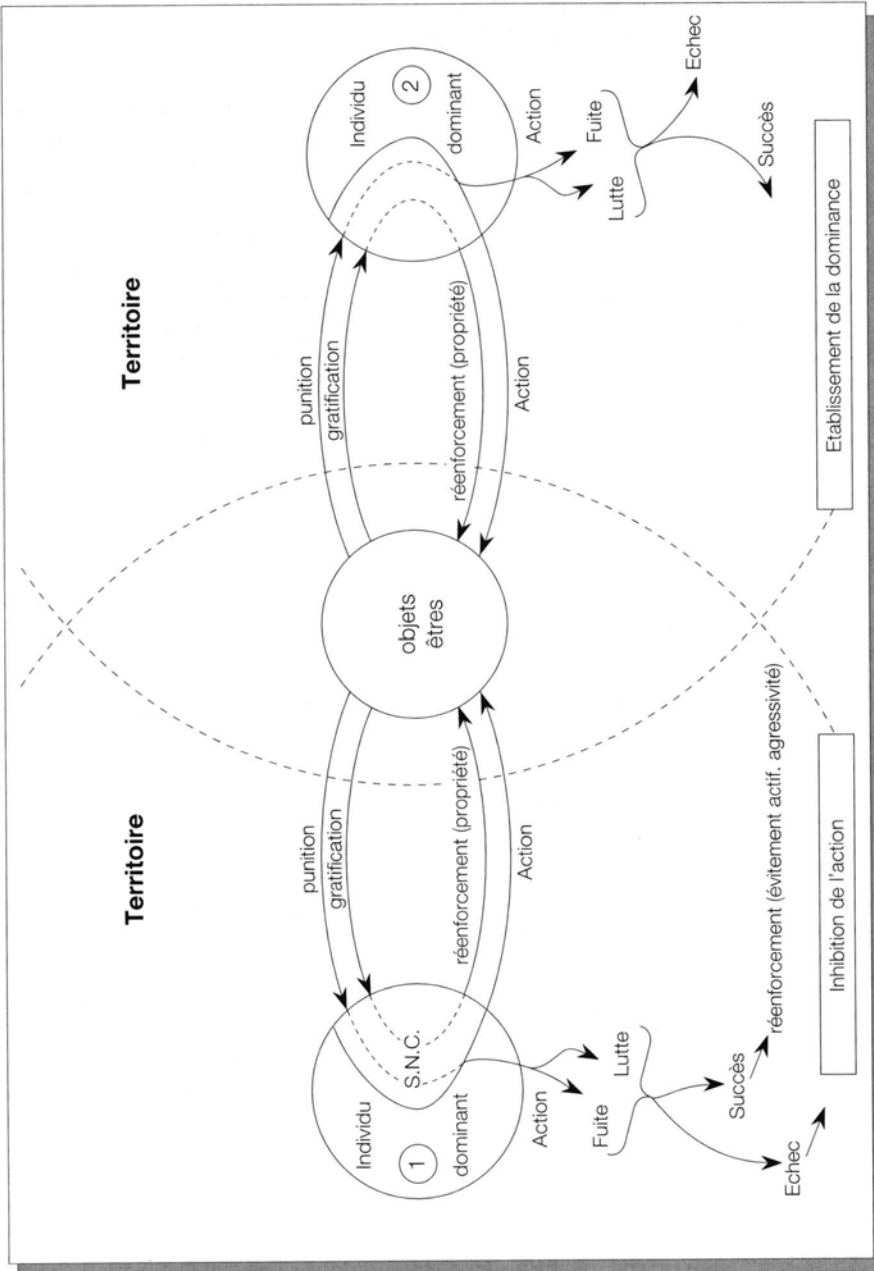 Territoire
Territoire
punition
gratification
punition
gratification
Individu
1
dominant
S.N.C.
objets
êtres
Individu
2
dominant
réenforcement (propriété)
Action
réenforcement (propriété)
Action
Action
Fuite
Lutte
Echec
Succès
réenforcement (évitement actif. agressivité)
Inhibition de l'action
Action
Lutte
Fuite
Echec
Succès
Etablissement de la dominance